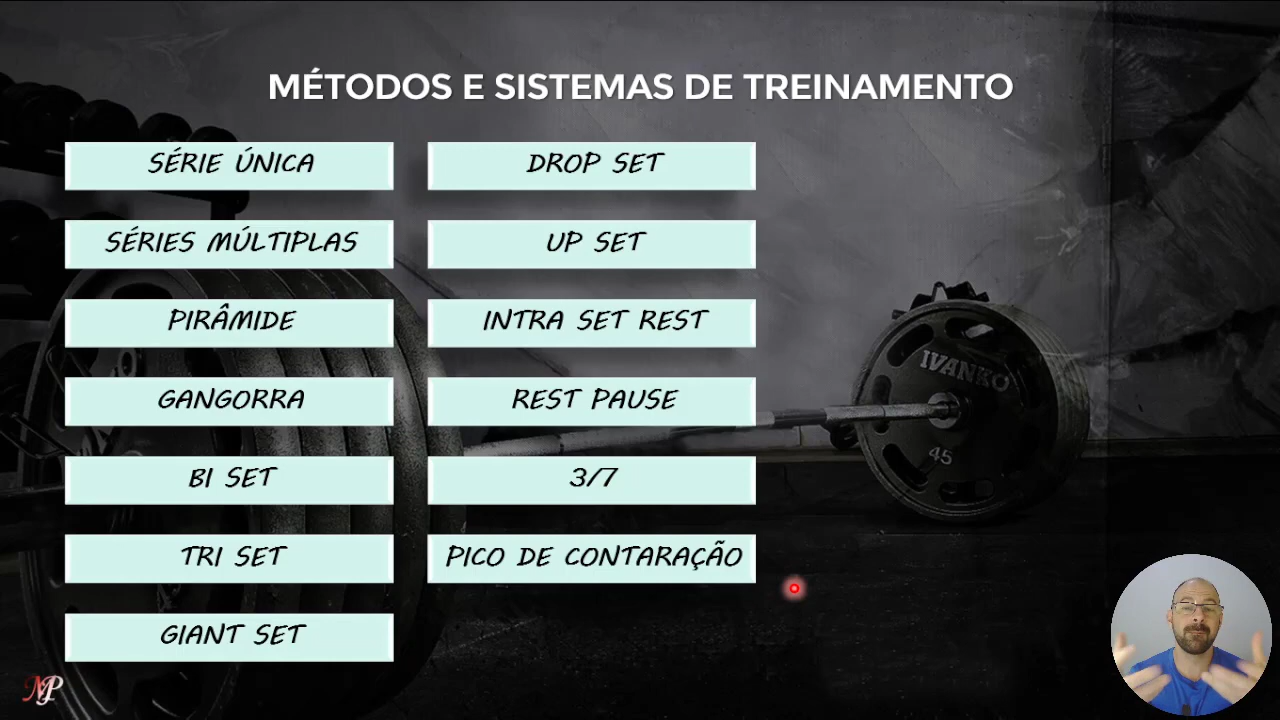 MÉTODOS E SISTEMAS DE TREINAMENTO
SÉRIE ÚNICA
SÉRIES MÚLTIPLAS
PIRÂMIDE
GANGORRA
BI SET
TRI SET
GIANT SET
DROP SET
UP SET
INTRA SET REST
REST PAUSE
3/7
PICO DE CONTARAÇÃO
IVANKO
45
MP